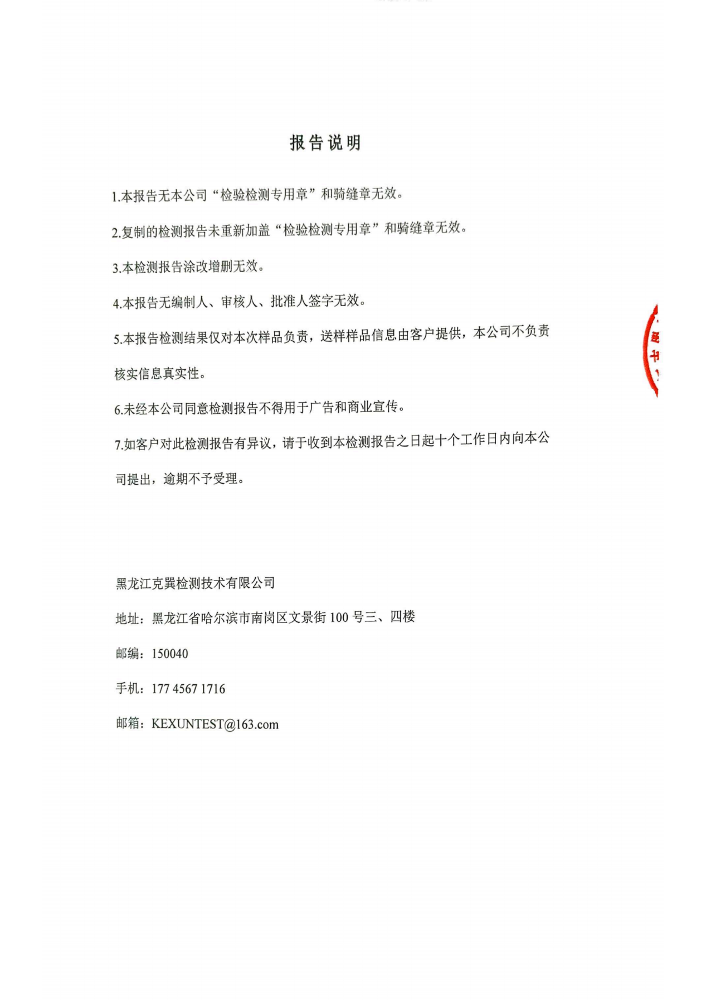 报告说明
1.本报告无本公司“检验检测专用章”和骑缝章无效。
2.复制的检测报告未重新加盖“检验检测专用章”和骑缝章无效。
3.本检测报告涂改增删无效。
4.本报告无编制人、审核人、批准人签字无效。
5.本报告检测结果仅对本次样品负责，送样样品信息由客户提供，本公司不负责
核实信息真实性。
6.未经本公司同意检测报告不得用于广告和商业宣传。
7.如客户对此检测报告有异议，请于收到本检测报告之日起十个工作日内向本公
司提出，逾期不予受理。
黑龙江克巽检测技术有限公司
地址：黑龙江省哈尔滨市南岗区文景街 100 号三、四楼
邮编：150040
手机：177 4567 1716
邮箱：KEXUNTEST@163.com